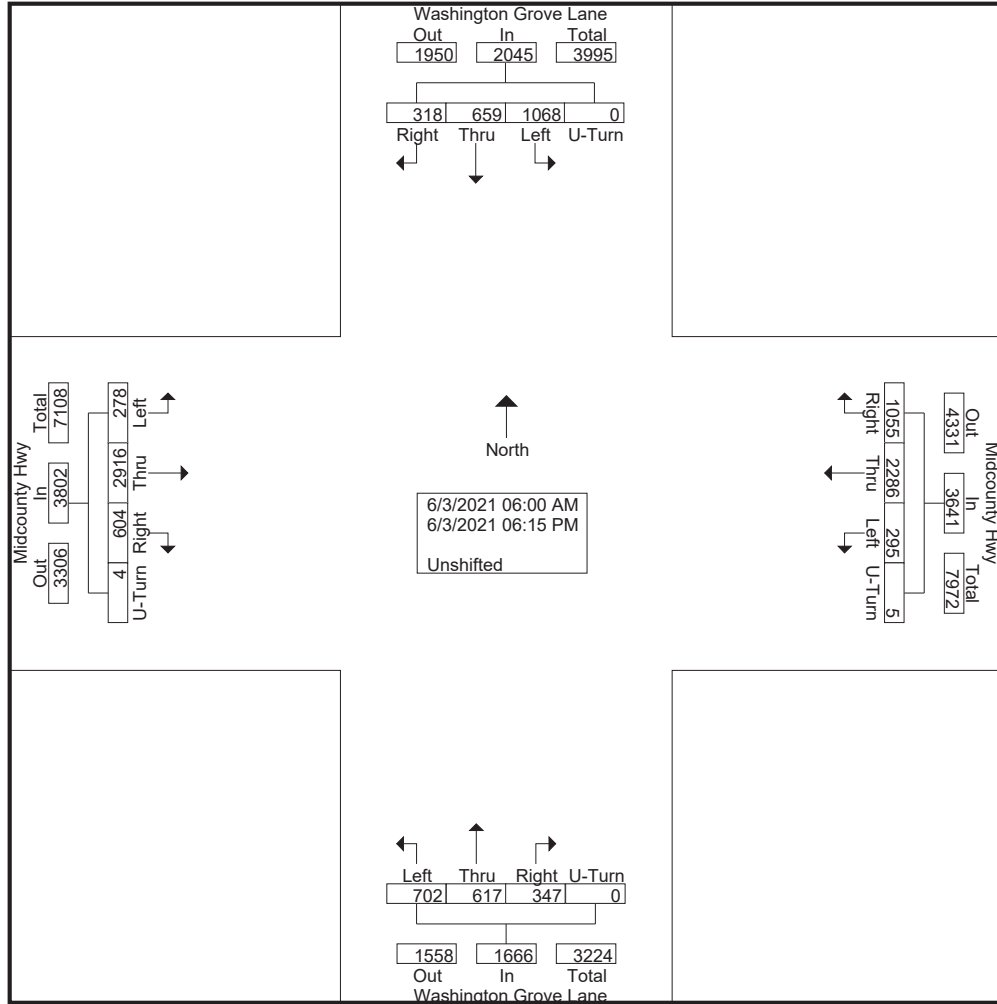 Washington Grove Lane
Out In Total
1950 2045 3995
318 659 1068 0
Right Thru Left U-Turn
Midcounty Hwy
Total In Out
7108 3802 3306
278 2916 604 4
Left Thru Right U-Turn
North
6/3/2021 06:00 AM
6/3/2021 06:15 PM
Unshifted
Midcounty Hwy
Out In Total
4331 3641 7972
1055 2286 295 5
Right Thru Left U-Turn
Left Thru Right U-Turn
702 617 347 0
1558 1666 3224
Out In Total
Washington Grove Lane